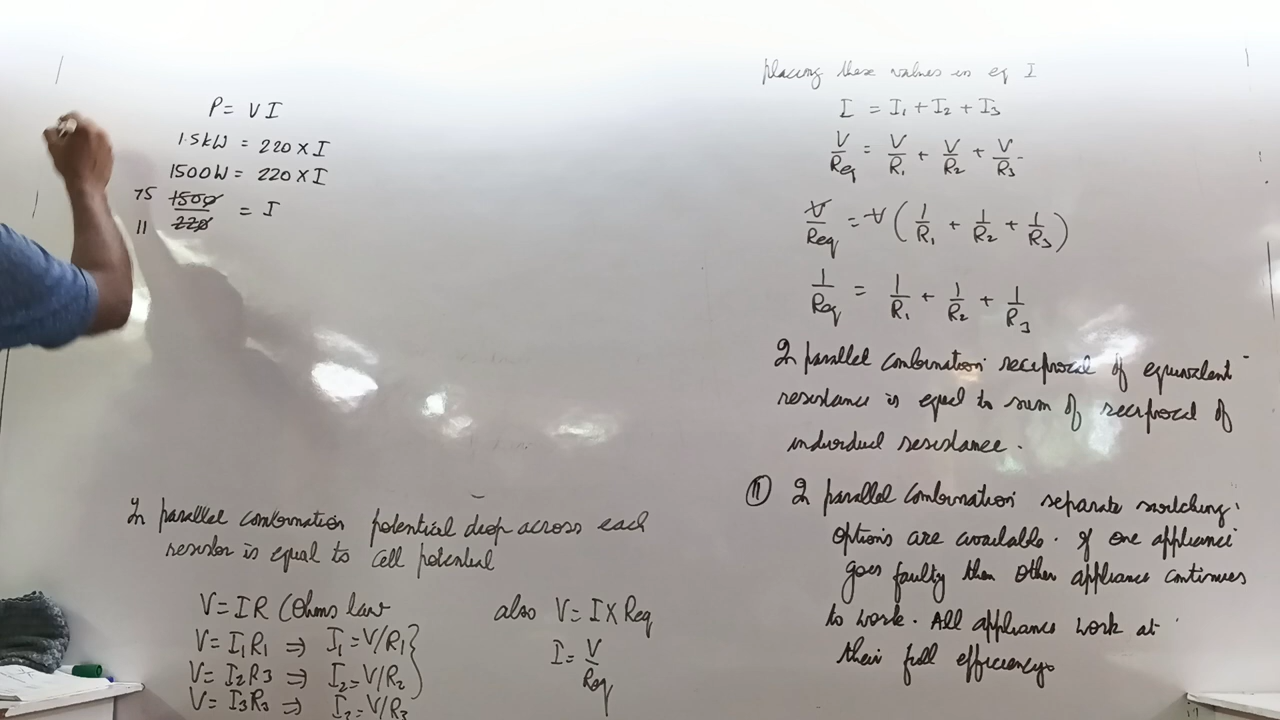 P = VI
1.5kW = 220 × I
1500W = 220 × I
75 1500/220 = I
11
In parallel combination potential drop across each
resistor is equal to cell potential
V = IR (Ohms law
V = I₁R₁ ⇒ I₁ = V/R₁
V = I₂R₃ ⇒ I₂ = V/R₂
V = I₃R₃ ⇒ I₂ = V/R₃
also V = I × Req
I = V/Req
placing these values in eq I
I = I₁ + I₂ + I₃
V/Req = V/R₁ + V/R₂ + V/R₃
V/Req = V (1/R₁ + 1/R₂ + 1/R₃)
1/Req = 1/R₁ + 1/R₂ + 1/R₃
In parallel combination reciprocal of equivalent
resistance is equal to sum of reciprocal of
individual resistance.
(II) In parallel combination separate switching
options are available. If one appliance
goes faulty then other appliance continues
to work. All appliance work at
their full efficiency